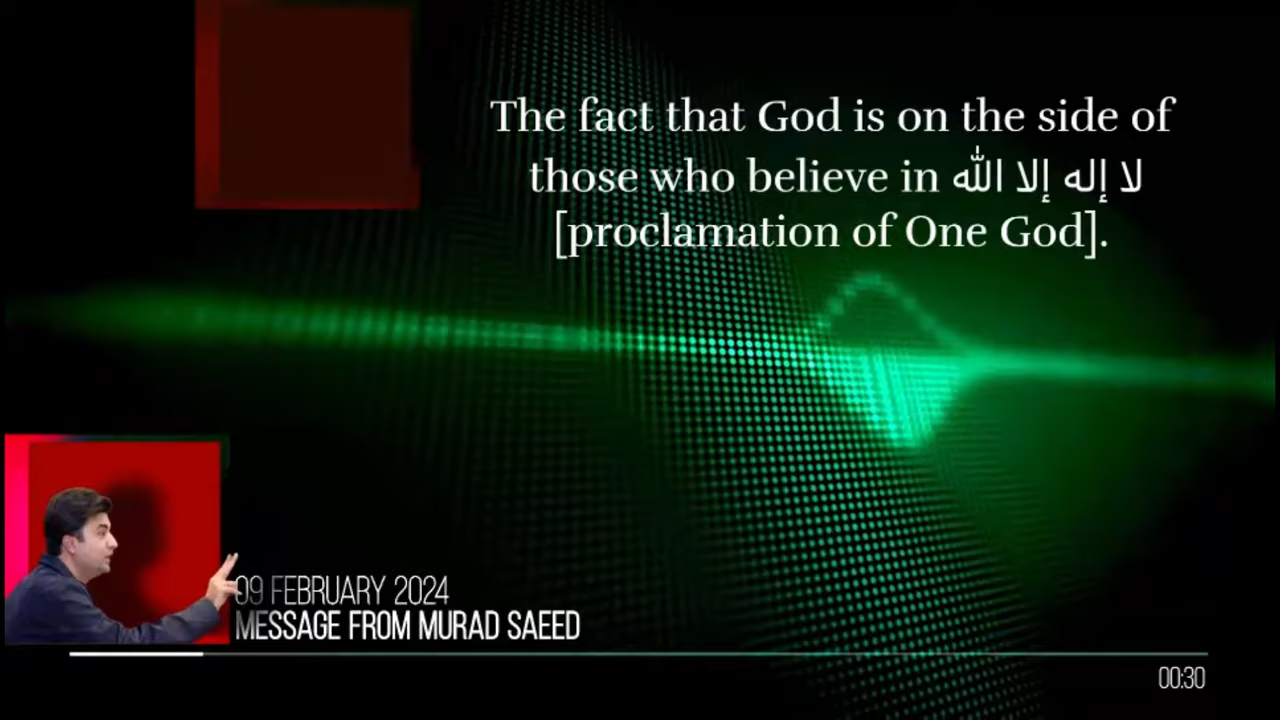 The fact that God is on the side of
those who believe in لا إله إلا الله
[proclamation of One God].
09 FEBRUARY 2024
MESSAGE FROM MURAD SAEED
00:30